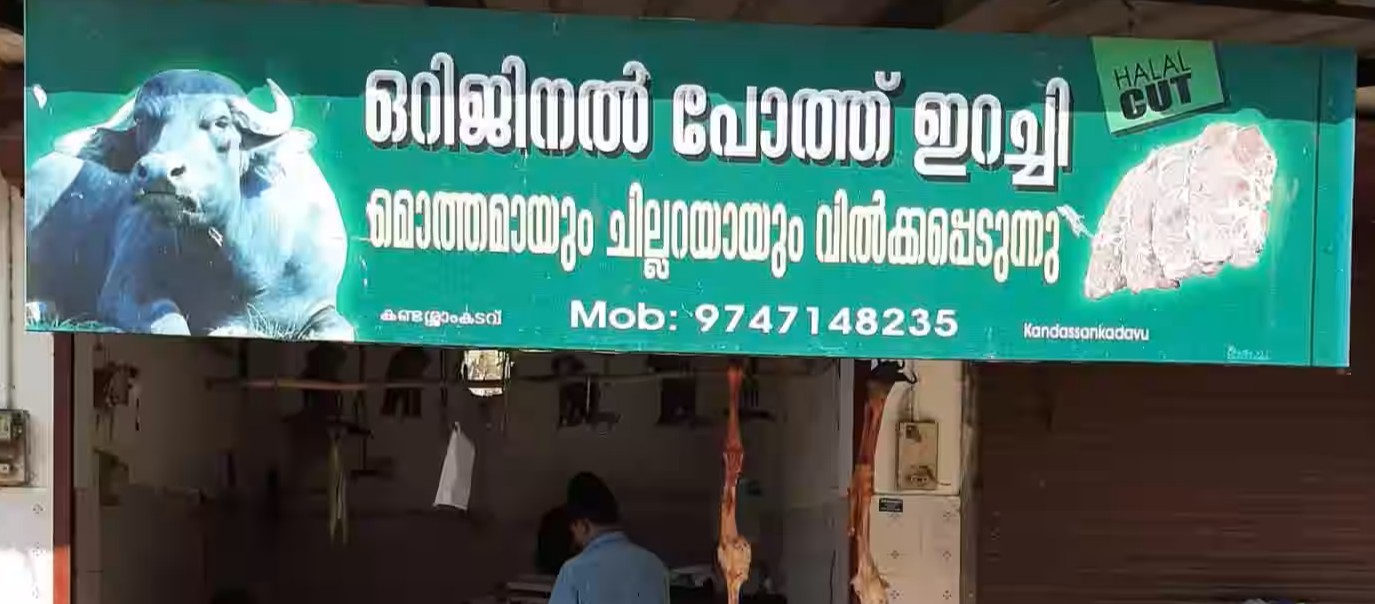 ഒറിജിനൽ പോത്ത് ഇറച്ചി
HALAL
CUT
മൊത്തമായും ചില്ലറയായും വിൽക്കപ്പെടുന്നു
കണ്ടശ്ശാംകടവ്
Mob: 9747148235
Kandassankadavu